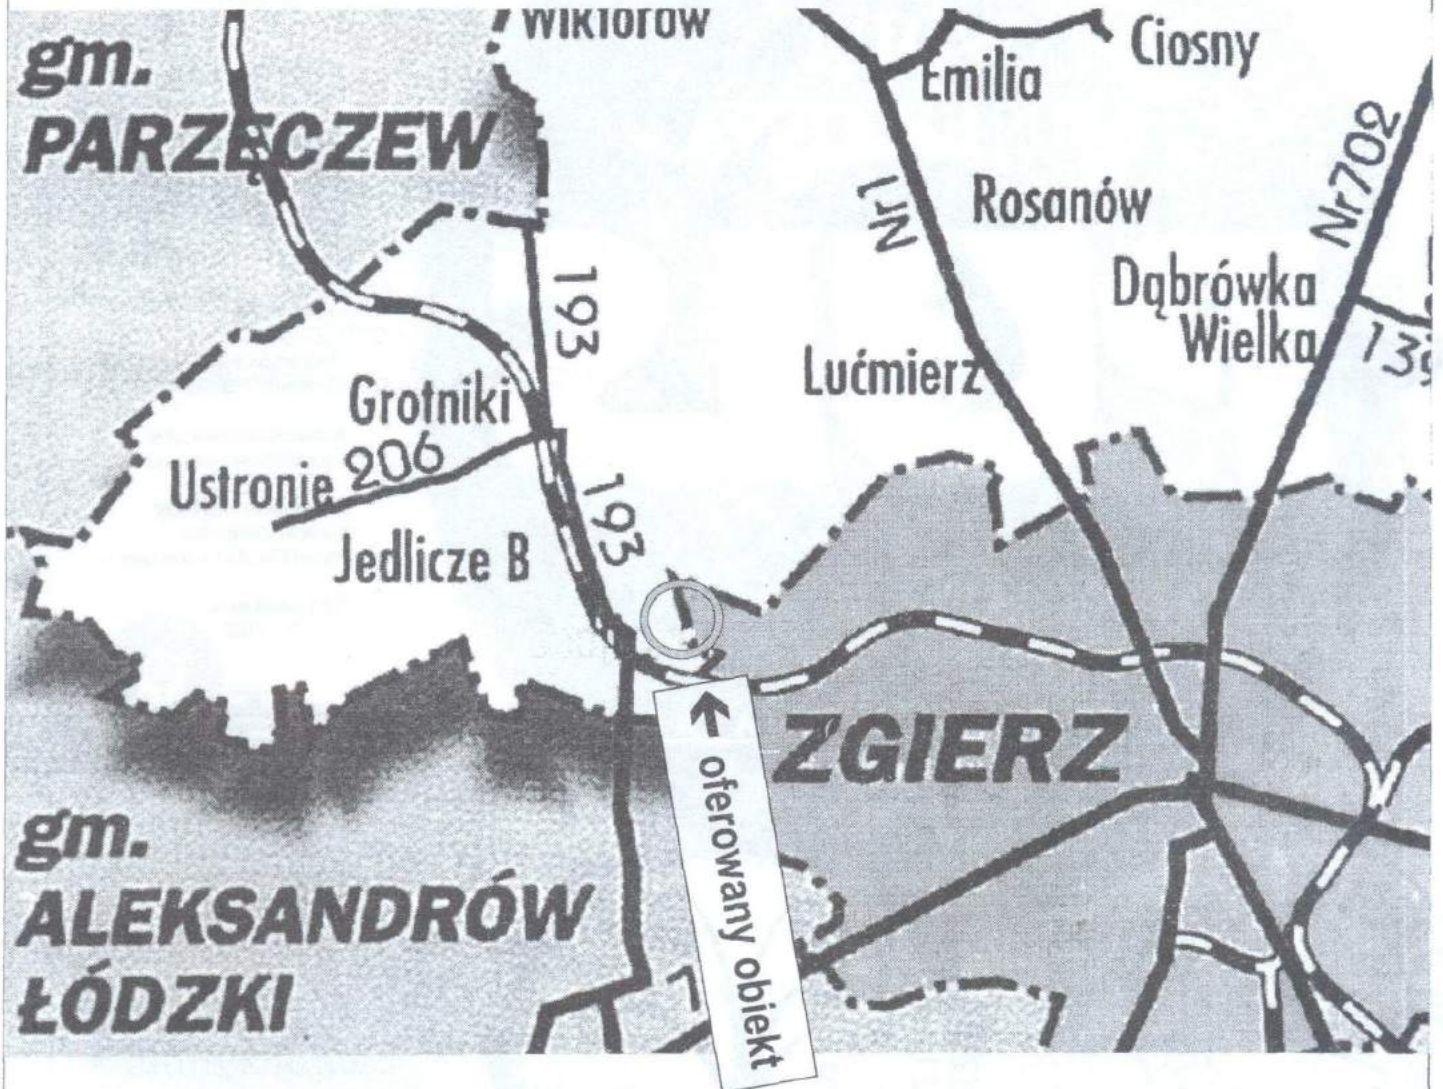 Wiktorów
Ciosny
Emilia
gm.
PARZĘCZEW
Nr1
Rosanów
Nr702
Dąbrówka
Wielka
193
Lućmierz
Grotniki
206
Ustronie
193
Jedlicze B
ZGIERZ
← oferowany obiekt
gm.
ALEKSANDRÓW
ŁÓDZKI